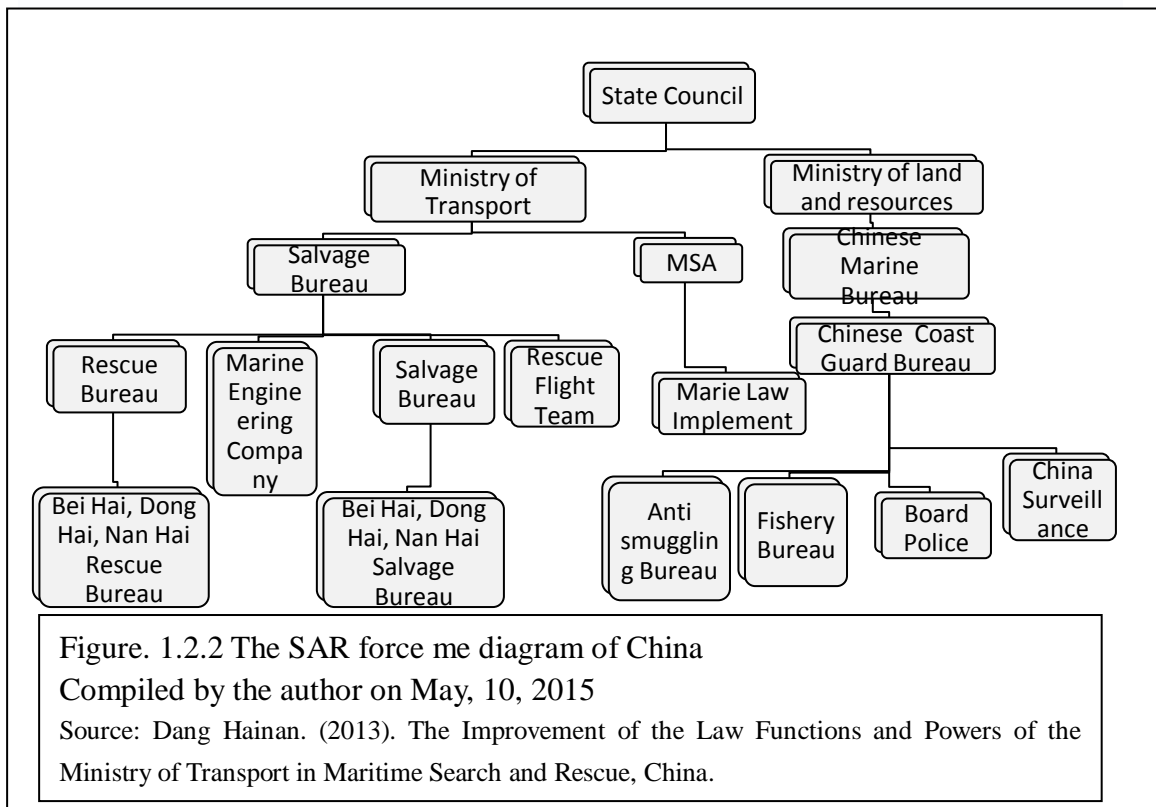 State Council
Ministry of
Transport
Ministry of land
and resources
Salvage
Bureau
MSA
Chinese
Marine
Bureau
Chinese Coast
Guard Bureau
Rescue
Bureau
Marine
Engine
ering
Compa
ny
Salvage
Bureau
Rescue
Flight
Team
Marie Law
Implement
Bei Hai, Dong
Hai, Nan Hai
Rescue
Bureau
Bei Hai, Dong
Hai, Nan Hai
Salvage
Bureau
Anti
smugglin
g Bureau
Fishery
Bureau
Board
Police
China
Surveill
ance
Figure. 1.2.2 The SAR force me diagram of China
Compiled by the author on May, 10, 2015
Source: Dang Hainan. (2013). The Improvement of the Law Functions and Powers of the
Ministry of Transport in Maritime Search and Rescue, China.